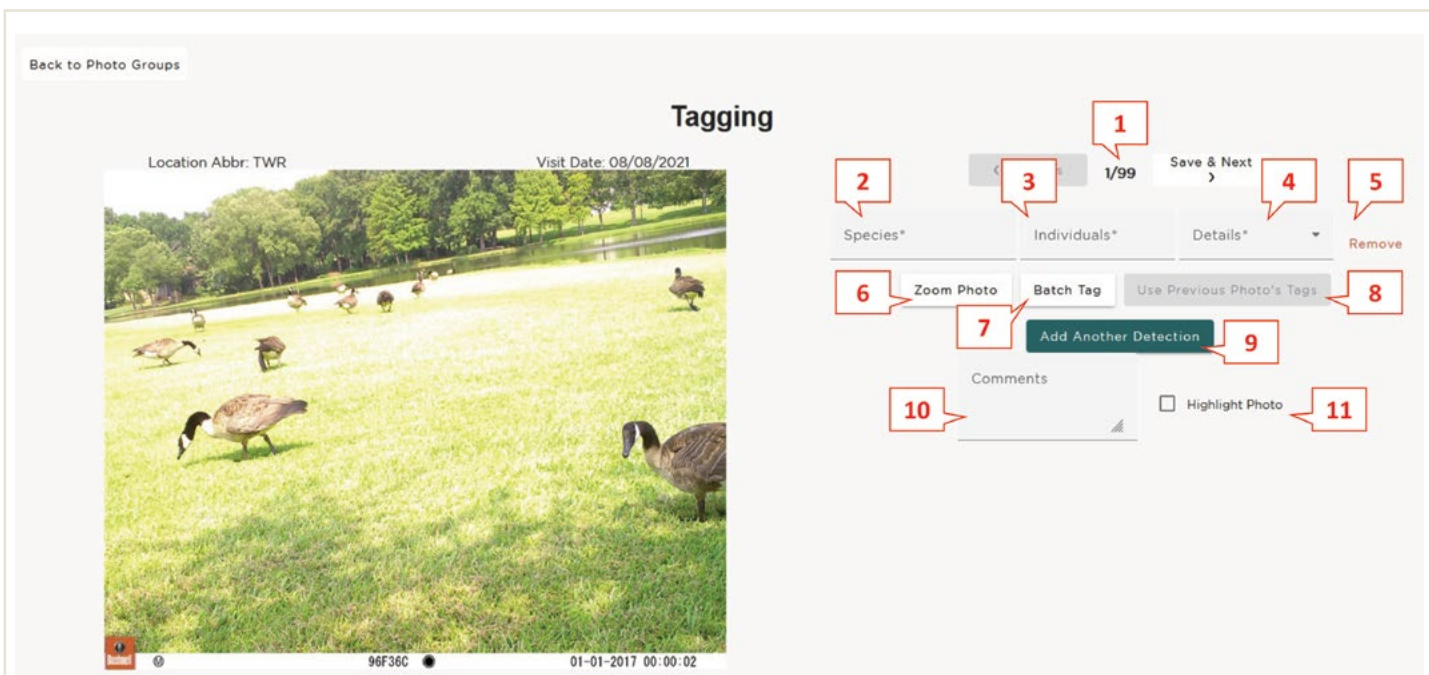 Back to Photo Groups
Tagging
Location Abbr: TWR
Visit Date: 08/08/2021
1
1/99
Save & Next
2
3
4
5
Species*
Individuals*
Details*
Remove
6
Zoom Photo
Batch Tag
Use Previous Photo's Tags
8
7
Add Another Detection
9
Comments
10
Highlight Photo
11
96F36C
01-01-2017 00:00:02